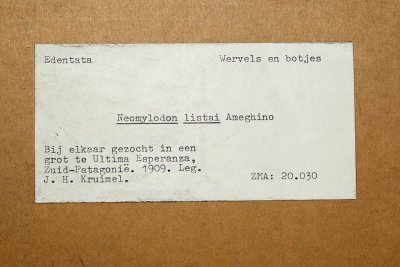 Edentata Wervels en botjes
Neomylodon listai Ameghino
Bij elkaar gezocht in een
grot te Ultima Esperanza,
Zuid-Patagonië. 1909. Leg.
J. H. Kruimel. ZMA: 20.030